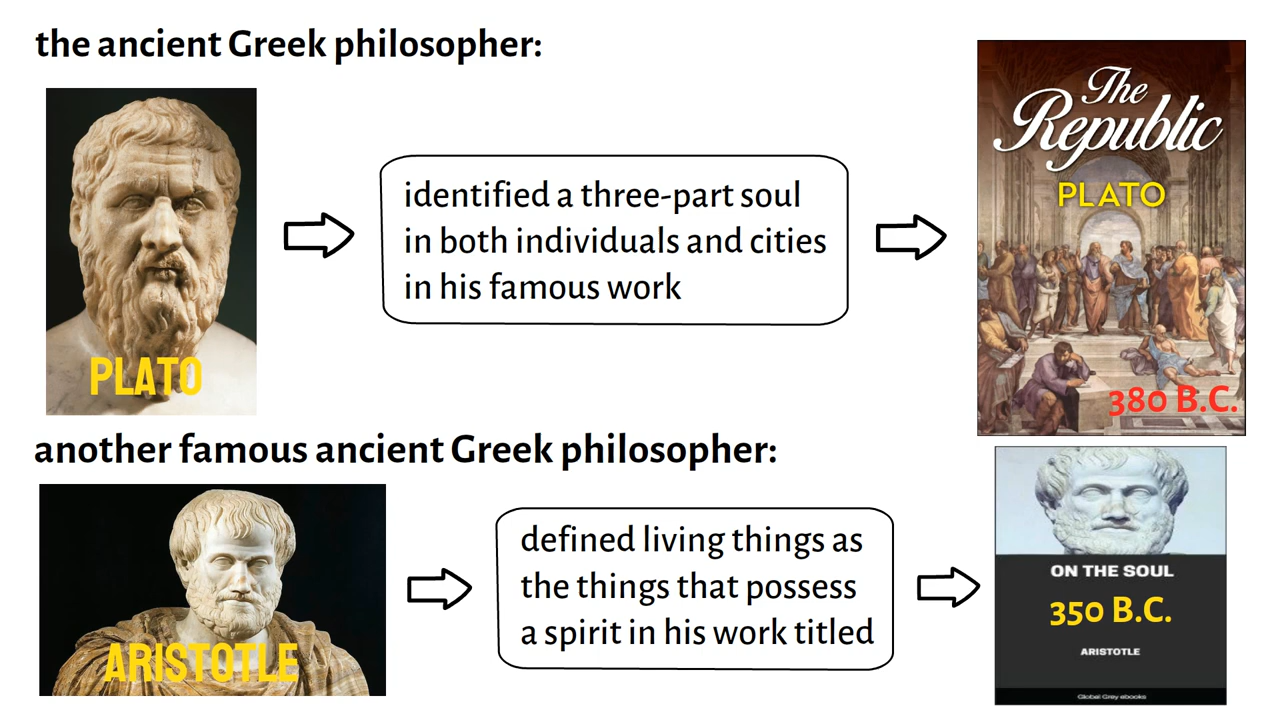 the ancient Greek philosopher:
PLATO
identified a three-part soul
in both individuals and cities
in his famous work
The
Republic
PLATO
380 B.C.
another famous ancient Greek philosopher:
ARISTOTLE
defined living things as
the things that possess
a spirit in his work titled
ON THE SOUL
350 B.C.
ARISTOTLE
Global Grey ebooks